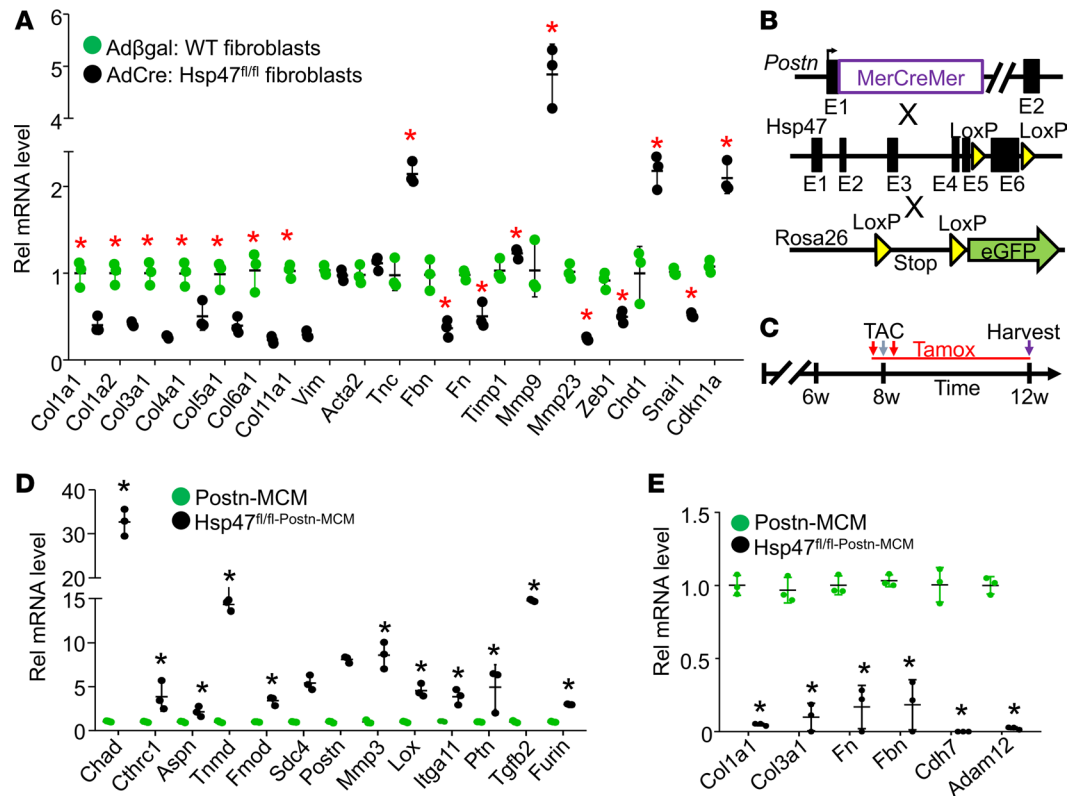 A
6
5
4
2
1
0
Rel mRNA level
Adβgal: WT fibroblasts
AdCre: Hsp47fl/fl fibroblasts
* * * * * * * * * * * * * * * *
Col1a1 Col1a2 Col3a1 Col4a1 Col5a1 Col6a1 Col11a1 Vim Acta2 Tnc Fbn Fn Timp1 Mmp9 Mmp23 Zeb1 Chd1 Snai1 Cdkn1a
B
Postn
MerCreMer
E1 E2
X
Hsp47 LoxP LoxP
E1 E2 E3 E4 E5 E6
X
LoxP LoxP
Rosa26 Stop eGFP
C
TAC Harvest
Tamox
Time
6w 8w 12w
D
40
30
20
15
10
5
0
Rel mRNA level
Postn-MCM
Hsp47fl/fl-Postn-MCM
* * * * * * * * * * *
Chad Cthrc1 Aspn Tnmd Fmod Sdc4 Postn Mmp3 Lox Itga11 Ptn Tgfb2 Furin
E
1.5
1.0
0.5
0
Rel mRNA level
Postn-MCM
Hsp47fl/fl-Postn-MCM
* * * * * *
Col1a1 Col3a1 Fn Fbn Cdh7 Adam12